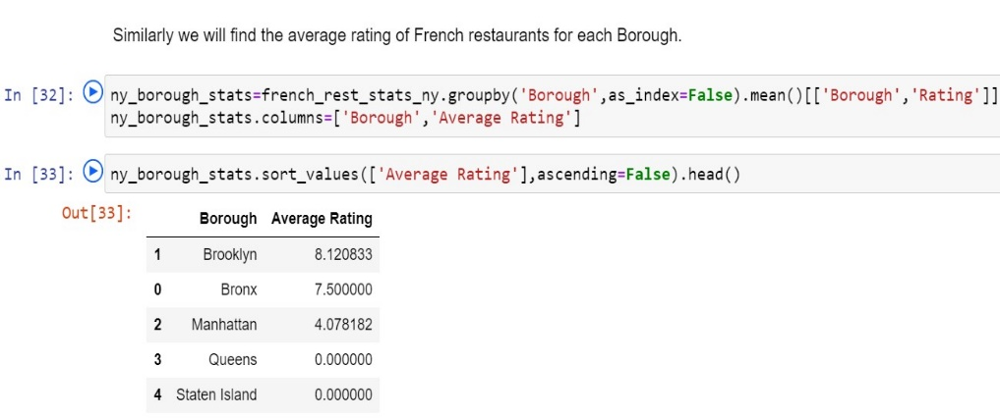 Similarly we will find the average rating of French restaurants for each Borough.
In [32]: ny_borough_stats=french_rest_stats_ny.groupby('Borough',as_index=False).mean()[['Borough','Rating']]
ny_borough_stats.columns=['Borough','Average Rating']
In [33]: ny_borough_stats.sort_values(['Average Rating'],ascending=False).head()
Out[33]:
Borough Average Rating
1 Brooklyn 8.120833
0 Bronx 7.500000
2 Manhattan 4.078182
3 Queens 0.000000
4 Staten Island 0.000000